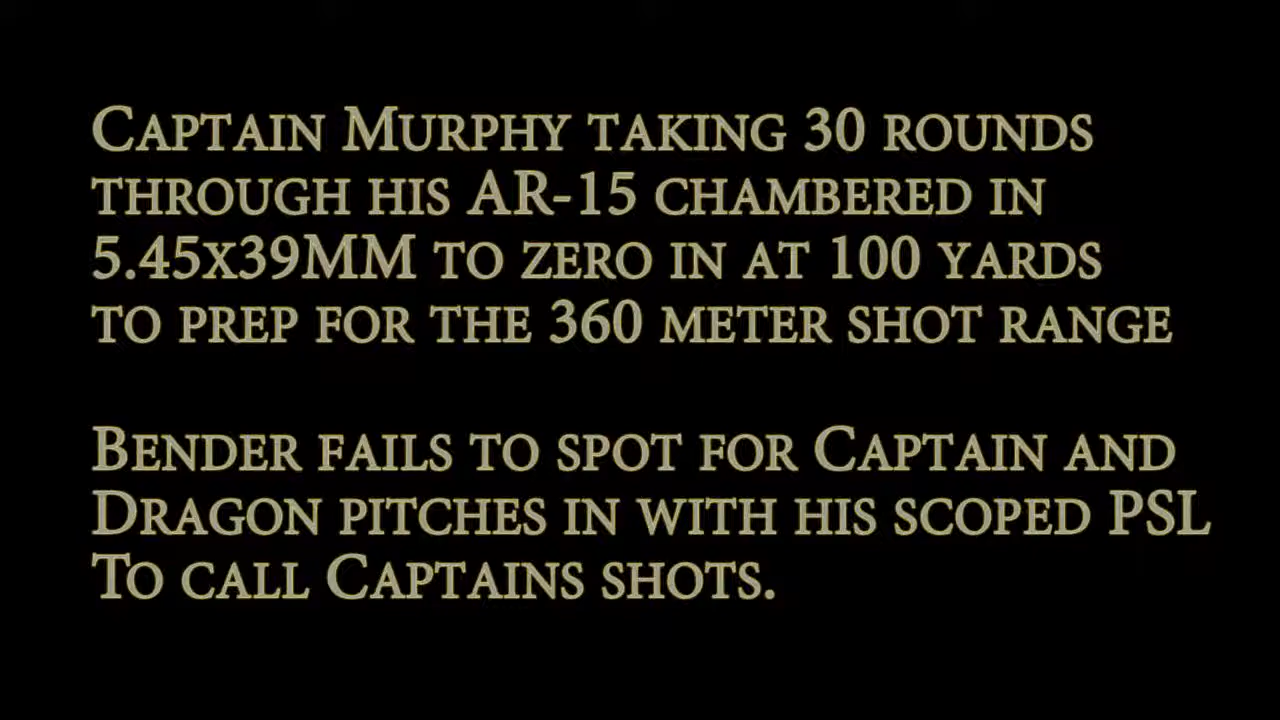 Captain Murphy taking 30 rounds
through his AR-15 chambered in
5.45x39MM to zero in at 100 yards
to prep for the 360 meter shot range
Bender fails to spot for Captain and
Dragon pitches in with his scoped PSL
To call Captains shots.